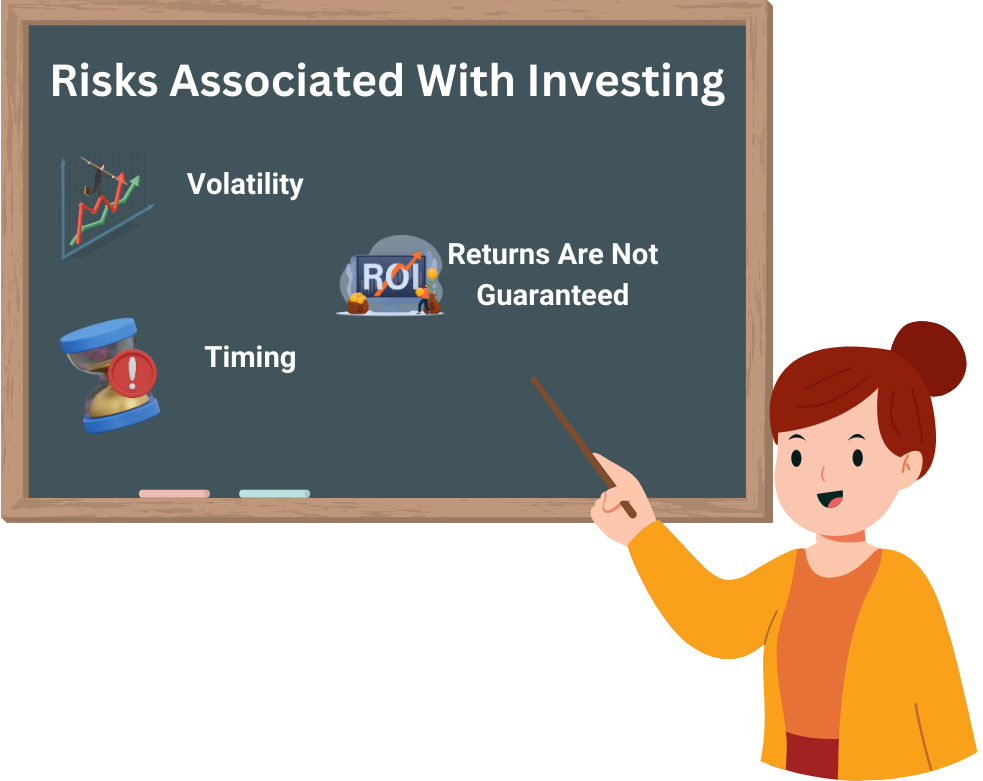 Risks Associated With Investing
Volatility
ROI
Returns Are Not
Guaranteed
Timing
!